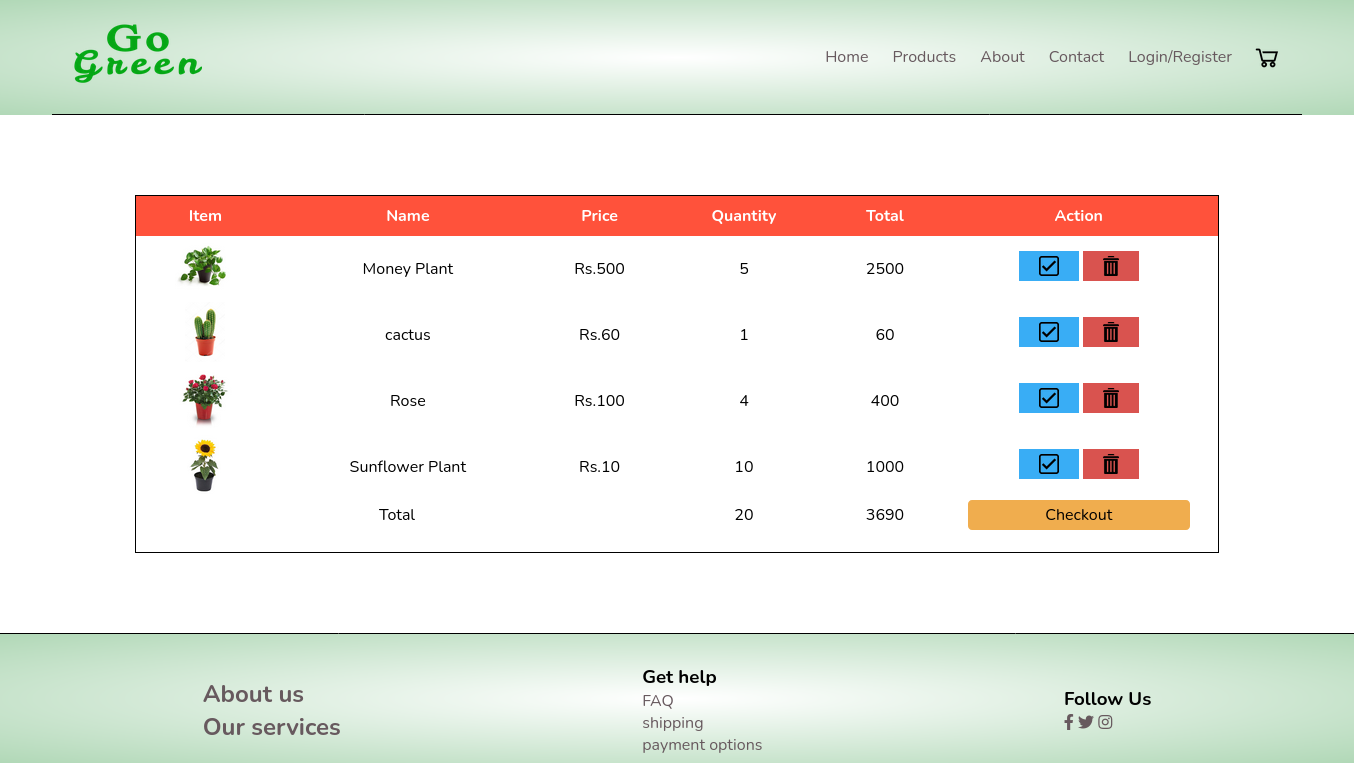 Go
Green
Home Products About Contact Login/Register
Item Name Price Quantity Total Action
Money Plant Rs.500 5 2500
cactus Rs.60 1 60
Rose Rs.100 4 400
Sunflower Plant Rs.10 10 1000
Total 20 3690 Checkout
About us
Our services
Get help
FAQ
shipping
payment options
Follow Us